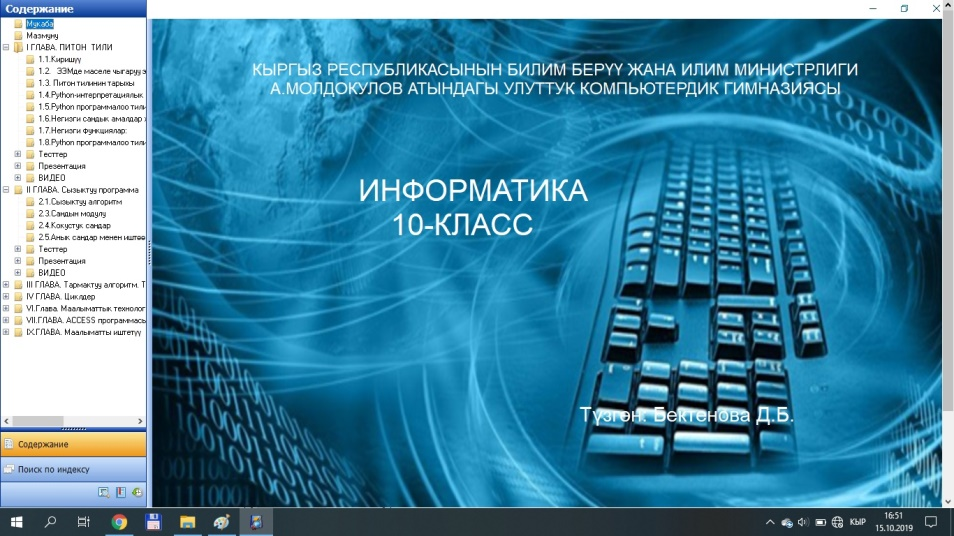 Содержание
Мукаба
Мазмуну
I ГЛАВА. ПИТОН ТИЛИ
1.1.Киришүү
1.2. ЭЭМде маселе чыгаруу э
1.3. Питон тилинин тарыхы
1.4.Python-интерпретациялык
1.5.Python программалоо тили
1.6.Негизги сандык амалдар
1.7.Негизги функциялар:
1.8.Python программалоо тили
Тесттер
Презентация
ВИДЕО
II ГЛАВА. Сызыктуу программа
2.1.Сызыктуу алгоритм
2.3.Сандын модулу
2.4.Кокустук сандар
2.5.Анык сандар менен иштөө
Тесттер
Презентация
ВИДЕО
III ГЛАВА. Тармактуу алгоритм. Т
IV ГЛАВА. Циклдер
VI.Глава. Маалыматтык технолог
VII.ГЛАВА. ACCESS программасы
IX.ГЛАВА. Маалыматты иштетүү
Содержание
Поиск по индексу
КЫРГЫЗ РЕСПУБЛИКАСЫНЫН БИЛИМ БЕРҮҮ ЖАНА ИЛИМ МИНИСТРЛИГИ
А.МОЛДОКУЛОВ АТЫНДАГЫ УЛУТТУК КОМПЬЮТЕРДИК ГИМНАЗИЯСЫ
ИНФОРМАТИКА
10-КЛАСС
Түзгөн: Бектенова Д.Б.
КЫР
16:51
15.10.2019